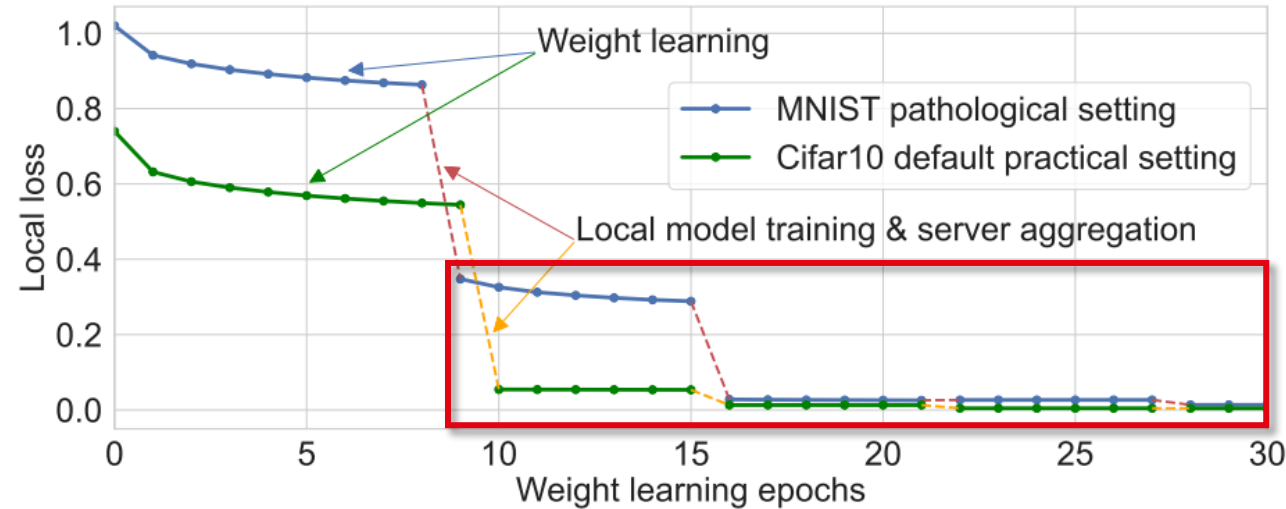 1.0
0.8
0.6
0.4
0.2
0.0
Local loss
Weight learning
MNIST pathological setting
Cifar10 default practical setting
Local model training & server aggregation
0 5 10 15 20 25 30
Weight learning epochs